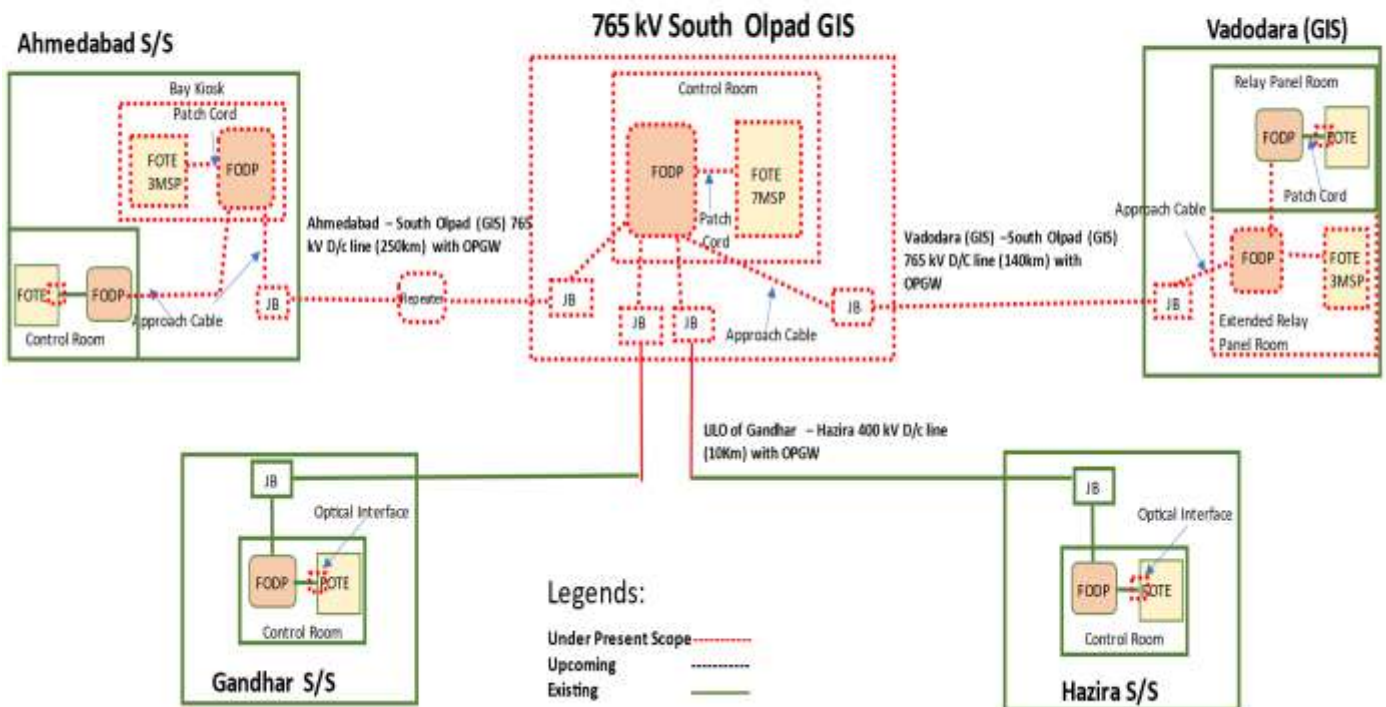 765 kV South Olpad GIS
Ahmedabad S/S
Vadodara (GIS)
Bay Kiosk
Patch Cord
FOTE
3MSP
FODP
FOTE
FODP
Approach Cable
JB
Control Room
Ahmedabad – South Olpad (GIS) 765
kV D/c line (250km) with OPGW
Repeater
Control Room
FODP
FOTE
7MSP
Patch
Cord
JB
JB
JB
JB
Approach Cable
Vadodara (GIS) –South Olpad (GIS)
765 kV D/C line (140km) with
OPGW
Relay Panel Room
FODP
FOTE
Patch Cord
Approach Cable
FODP
FOTE
3MSP
JB
Extended Relay
Panel Room
LILO of Gandhar – Hazira 400 kV D/c line
(10Km) with OPGW
JB
Optical Interface
FODP
FOTE
Control Room
Gandhar S/S
Legends:
Under Present Scope
Upcoming
Existing
JB
Optical Interface
FODP
FOTE
Control Room
Hazira S/S